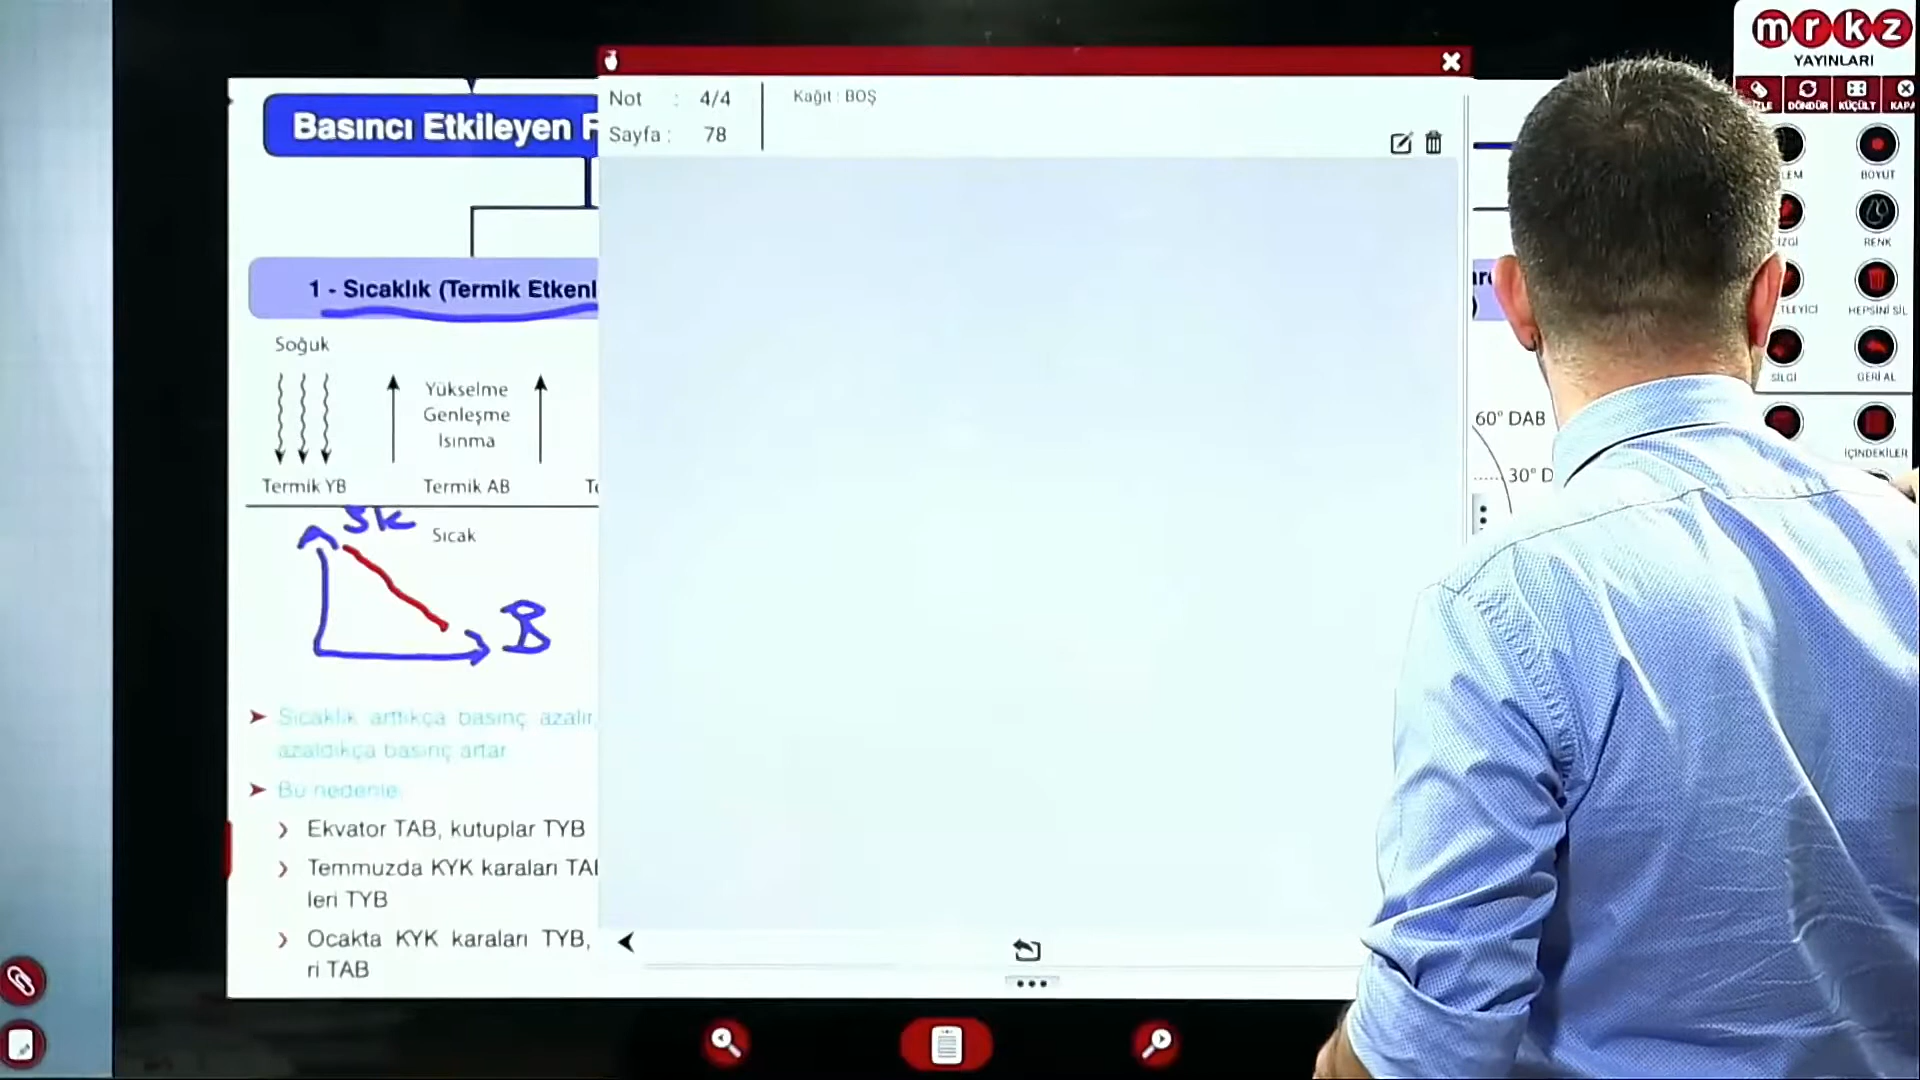 mrkz
YAYINLARI
Not : 4/4
Kağıt : BOŞ
Sayfa : 78
DÖNDÜR
KÜÇÜLT
BOYUT
RENK
HEPSİNİ SİL
SİLGİ
GERİ AL
İÇİNDEKİLER
Basıncı Etkileyen
1 - Sıcaklık (Termik Etkenl
Soğuk
Yükselme
Genleşme
Isınma
Termik YB
Termik AB
60° DAB
30° D
Sk
Sıcak
B
Sıcaklık arttıkça basınç azalır,
azaldıkça basınç artar.
Bu nedenle;
Ekvator TAB, kutuplar TYB
Temmuzda KYK karaları TA
leri TYB
Ocakta KYK karaları TYB,
ri TAB